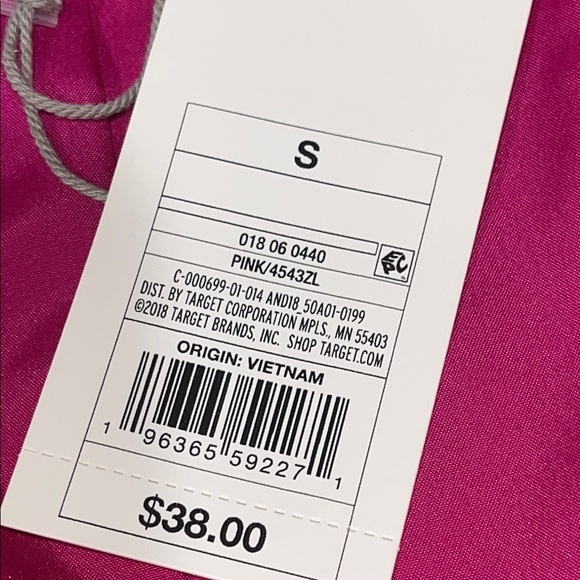 S
018 06 0440
PINK/4543ZL
EPC
C-000699-01-014 AND18_50A01-0199
DIST. BY TARGET CORPORATION MPLS., MN 55403
©2018 TARGET BRANDS, INC. SHOP TARGET.COM
ORIGIN: VIETNAM
1 96365 59227 1
$38.00